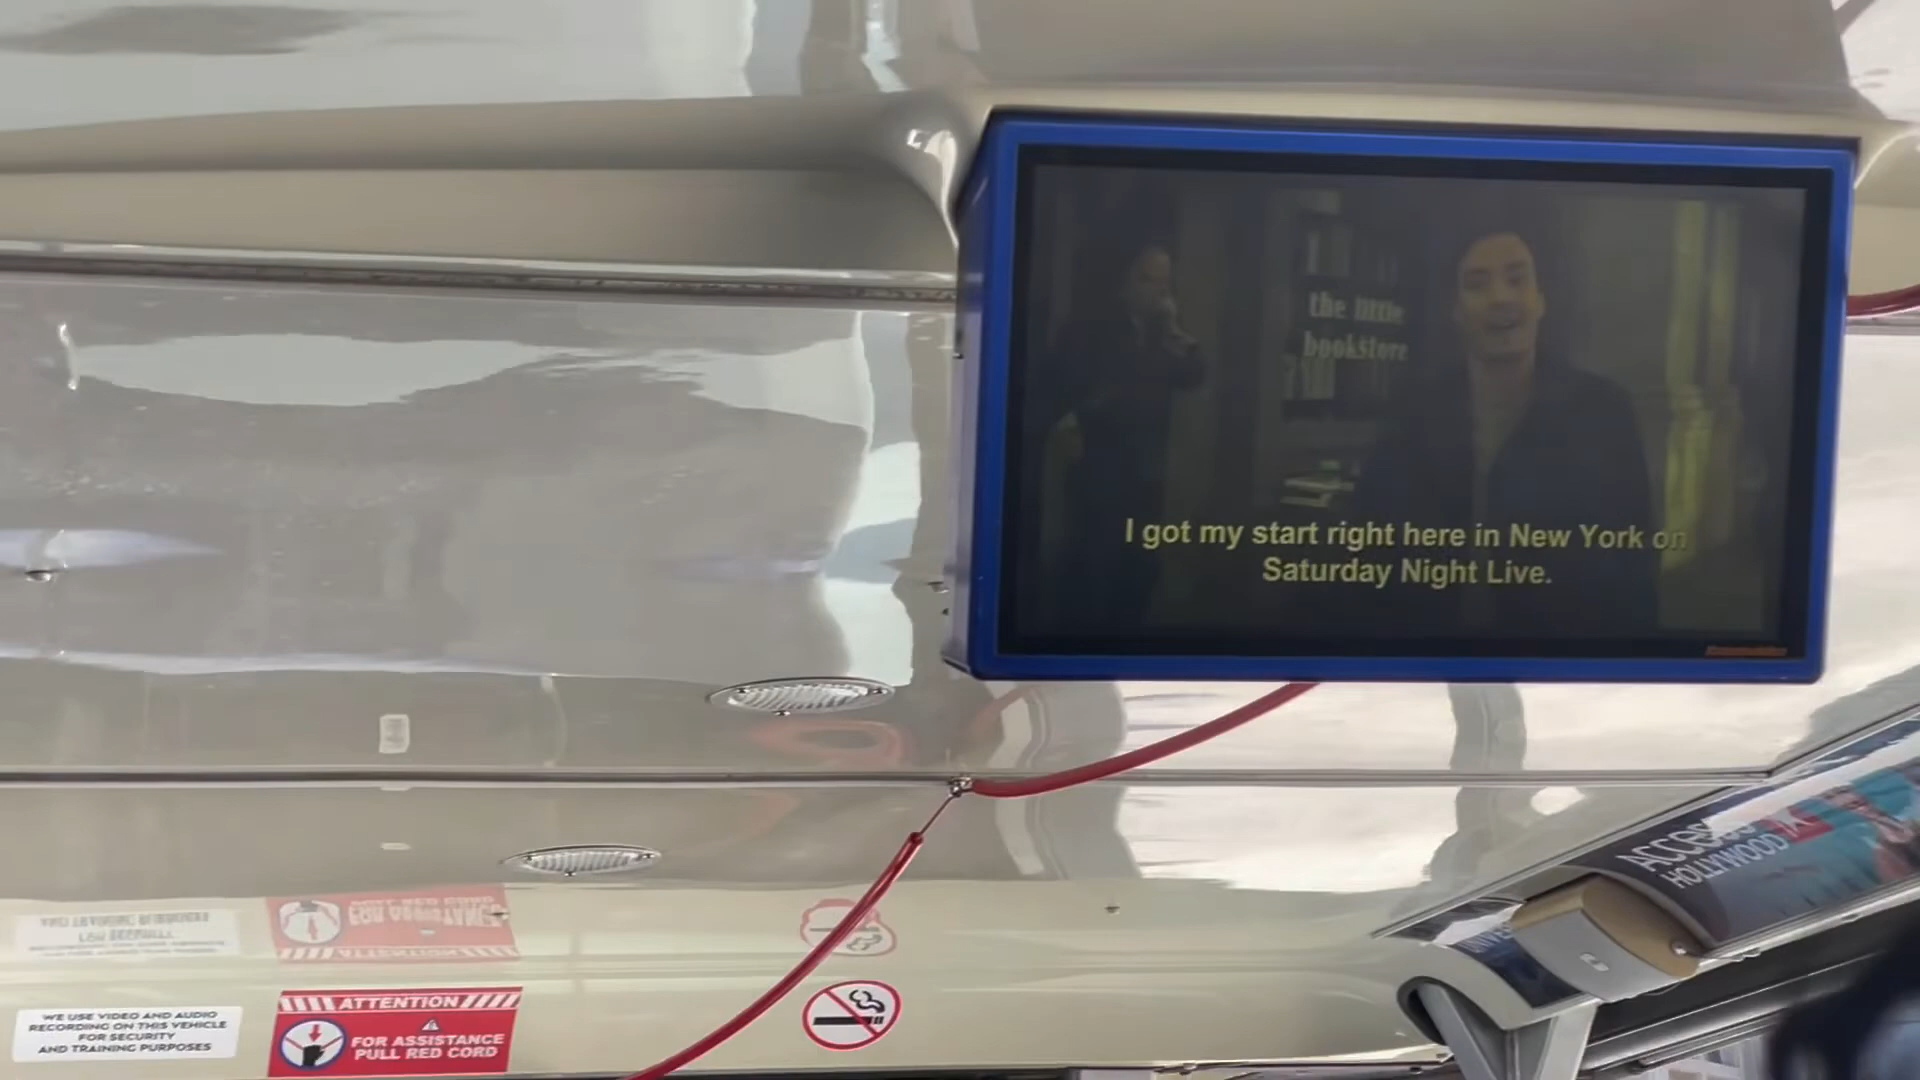 the little
bookstore
I got my start right here in New York on
Saturday Night Live.
ACCESS
HOLLYWOOD
WE USE VIDEO AND AUDIO
RECORDING ON THIS VEHICLE
FOR SECURITY
AND TRAINING PURPOSES
ATTENTION
FOR ASSISTANCE
PULL RED CORD